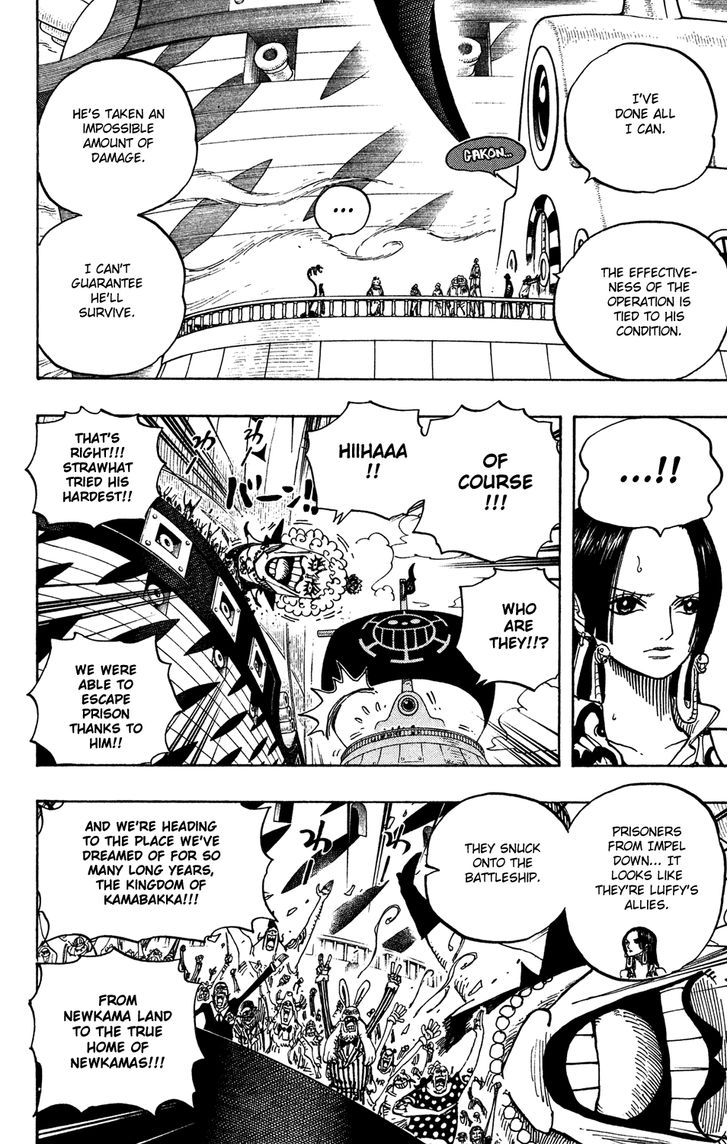 I'VE
DONE ALL
I CAN.
GAKON..
THE EFFECTIVE-
NESS OF THE
OPERATION IS
TIED TO HIS
CONDITION.
HE'S TAKEN AN
IMPOSSIBLE
AMOUNT OF
DAMAGE.
...
I CAN'T
GUARANTEE
HE'LL
SURVIVE.
...!!
OF
COURSE
!!!
HIIHAAA
!!
WHO
ARE
THEY!!?
バーン!!
THAT'S
RIGHT!!!
STRAWHAT
TRIED HIS
HARDEST!!
WE WERE
ABLE TO
ESCAPE
PRISON
THANKS TO
HIM!!
PRISONERS
FROM IMPEL
DOWN... IT
LOOKS LIKE
THEY'RE LUFFY'S
ALLIES.
THEY SNUCK
ONTO THE
BATTLESHIP.
AND WE'RE HEADING
TO THE PLACE WE'VE
DREAMED OF FOR SO
MANY LONG YEARS,
THE KINGDOM OF
KAMABAKKA!!!
FROM
NEWKAMA LAND
TO THE TRUE
HOME OF
NEWKAMAS!!!